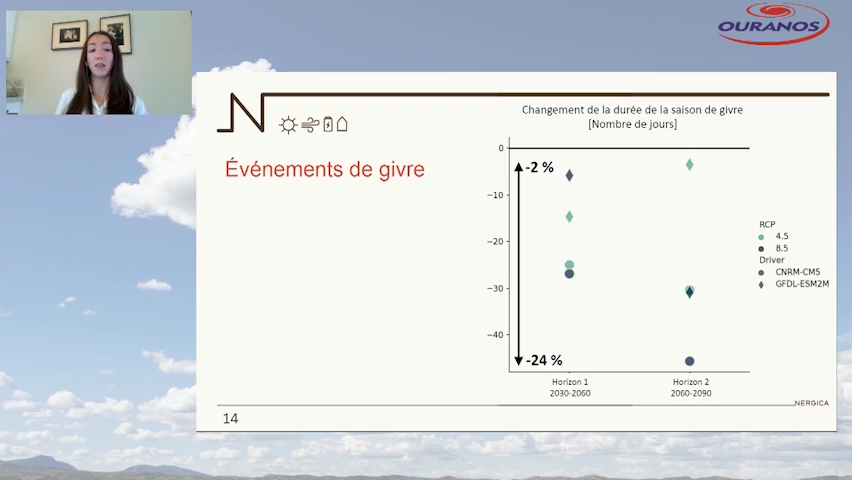 OURANOS
N
Changement de la durée de la saison de givre
[Nombre de jours]
Événements de givre
0
−10
−20
−30
−40
-2 %
-24 %
RCP
4.5
8.5
Driver
CNRM-CM5
GFDL-ESM2M
Horizon 1
2030-2060
Horizon 2
2060-2090
NERGICA
14